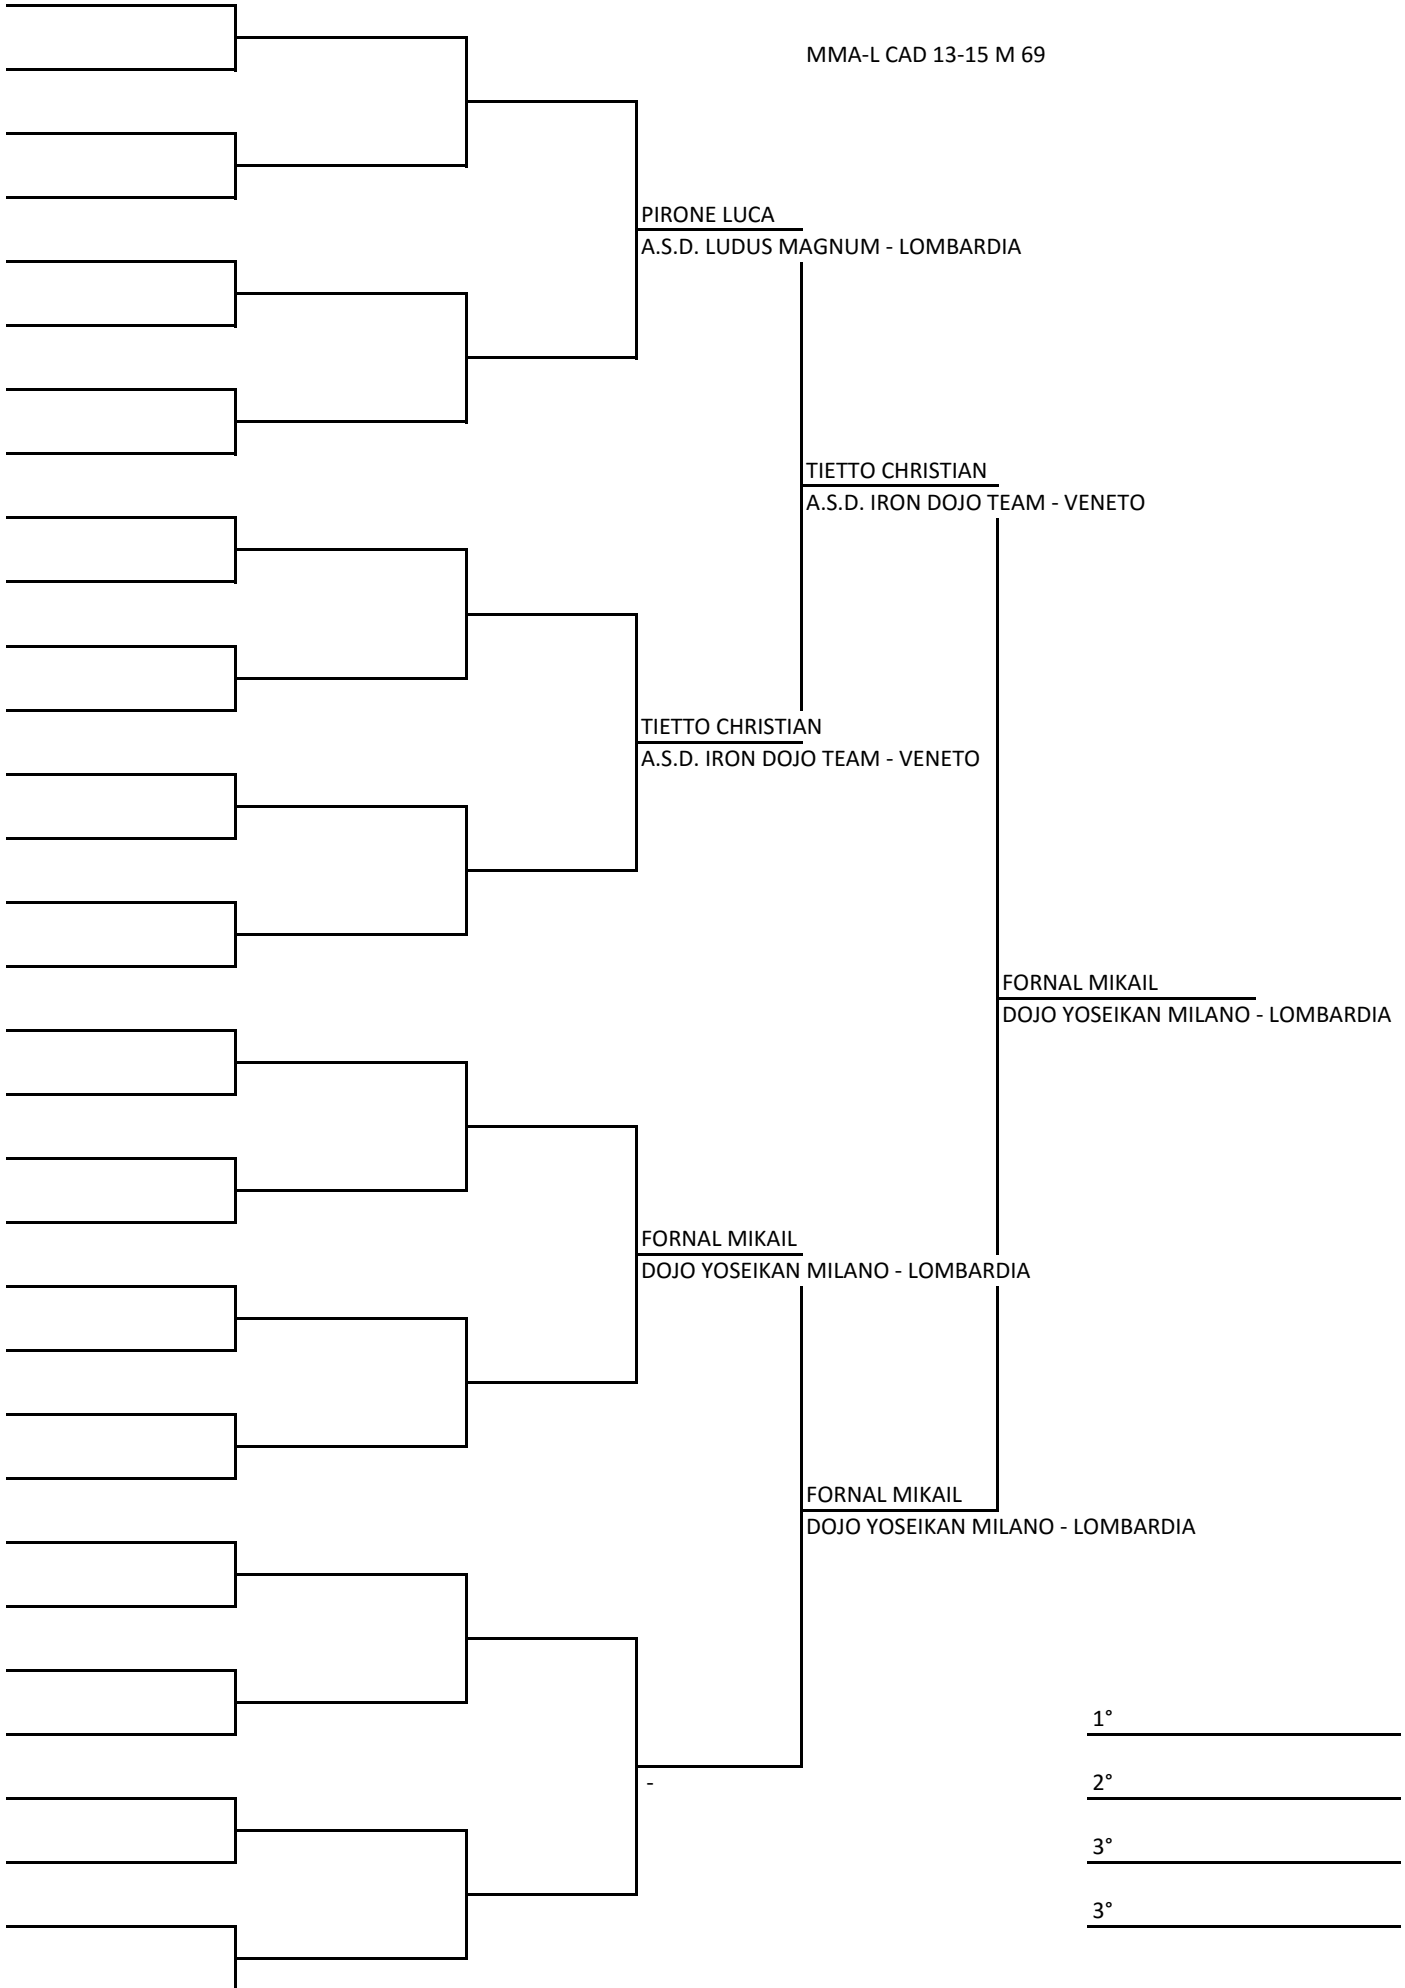 MMA-L CAD 13-15 M 69
PIRONE LUCA
A.S.D. LUDUS MAGNUM - LOMBARDIA
TIETTO CHRISTIAN
A.S.D. IRON DOJO TEAM - VENETO
TIETTO CHRISTIAN
A.S.D. IRON DOJO TEAM - VENETO
FORNAL MIKAIL
DOJO YOSEIKAN MILANO - LOMBARDIA
FORNAL MIKAIL
DOJO YOSEIKAN MILANO - LOMBARDIA
FORNAL MIKAIL
DOJO YOSEIKAN MILANO - LOMBARDIA
1°
-
2°
3°
3°